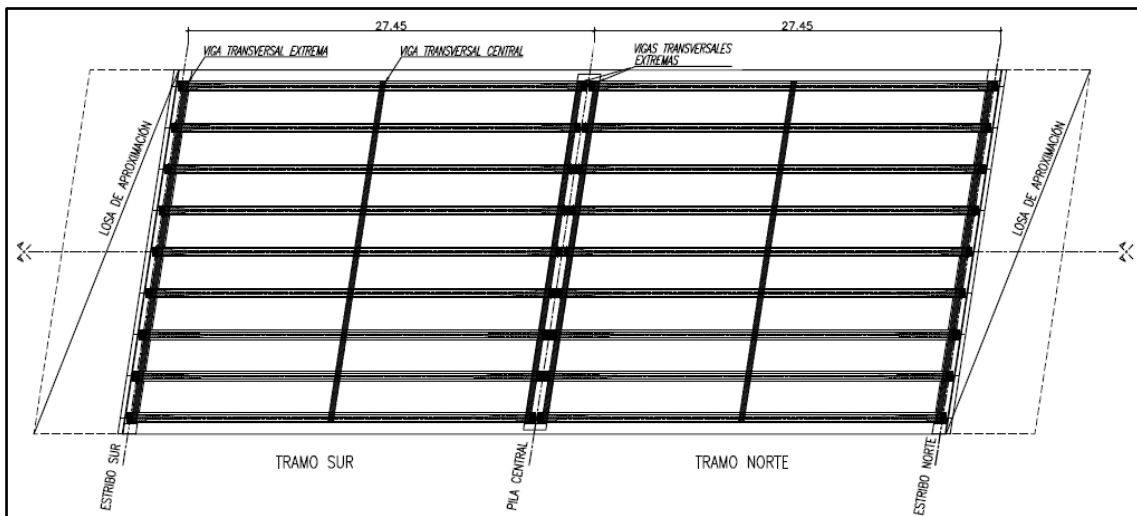 27.45
27.45
VIGA TRANSVERSAL EXTREMA
VIGA TRANSVERSAL CENTRAL
VIGAS TRANSVERSALES
EXTREMAS
LOSA DE APROXIMACIÓN
LOSA DE APROXIMACIÓN
A
A
ESTRIBO SUR
TRAMO SUR
PILA CENTRAL
TRAMO NORTE
ESTRIBO NORTE